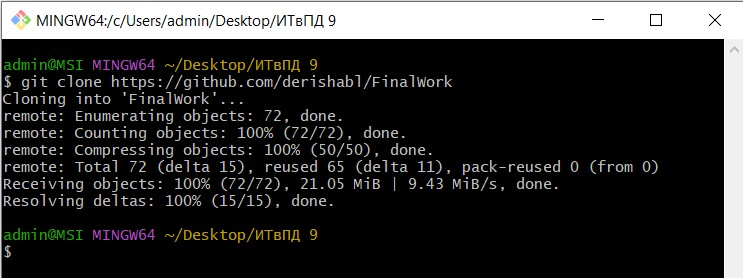 MINGW64:/c/Users/admin/Desktop/ИТвПД 9
admin@MSI MINGW64 ~/Desktop/ИТвПД 9
$ git clone https://github.com/derishabl/FinalWork
Cloning into 'FinalWork'...
remote: Enumerating objects: 72, done.
remote: Counting objects: 100% (72/72), done.
remote: Compressing objects: 100% (50/50), done.
remote: Total 72 (delta 15), reused 65 (delta 11), pack-reused 0 (from 0)
Receiving objects: 100% (72/72), 21.05 MiB | 9.43 MiB/s, done.
Resolving deltas: 100% (15/15), done.
admin@MSI MINGW64 ~/Desktop/ИТвПД 9
$